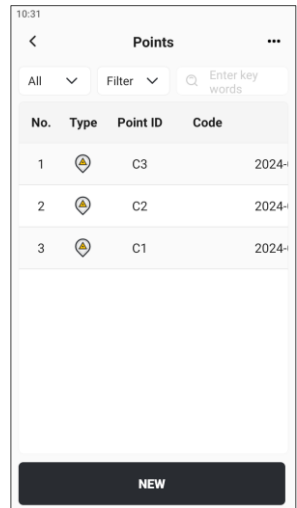 10:31
Points
All Filter Enter key words
No. Type Point ID Code
1 C3 2024-
2 C2 2024-
3 C1 2024-
NEW